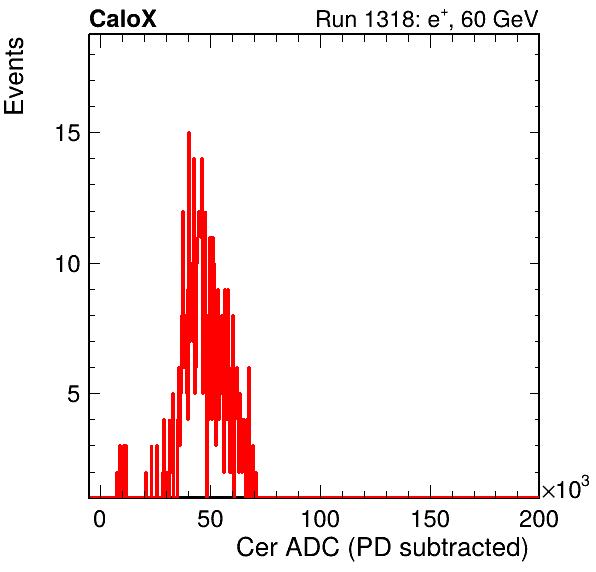 CaloX Run 1318: e⁺, 60 GeV
Events
15
10
5
×10³
0 50 100 150 200
Cer ADC (PD subtracted)